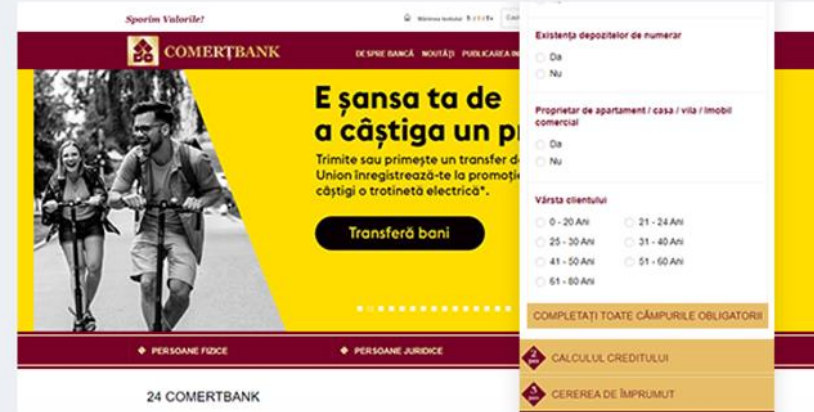 Sporim Valorile!
Mărimea textului
COMERȚBANK
DESPRE BANCĂ NOUTĂȚI PUBLICAREA
E șansa ta de
a câștiga un
Trimite sau primește un transfer
Union înregistrează-te la
câștigi o trotinetă electrică*.
Transferă bani
PERSOANE FIZICE
PERSOANE JURIDICE
24 COMERTBANK
Existența depozitelor de numerar
Da
Nu
Proprietar de apartament / casa / vila / Imobil
comercial
Da
Nu
Vârsta clientului
0 - 20 Ani 21 - 24 Ani
25 - 30 Ani 31 - 40 Ani
41 - 50 Ani 51 - 60 Ani
61 - 80 Ani
COMPLETAȚI TOATE CÂMPURILE OBLIGATORII
2 CALCULUL CREDITULUI
3 CEREREA DE ÎMPRUMUT